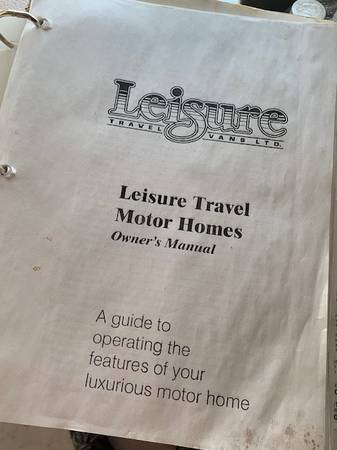 Leisure
TRAVEL VANS LTD.
Leisure Travel
Motor Homes
Owner's Manual
A guide to
operating the
features of your
luxurious motor home